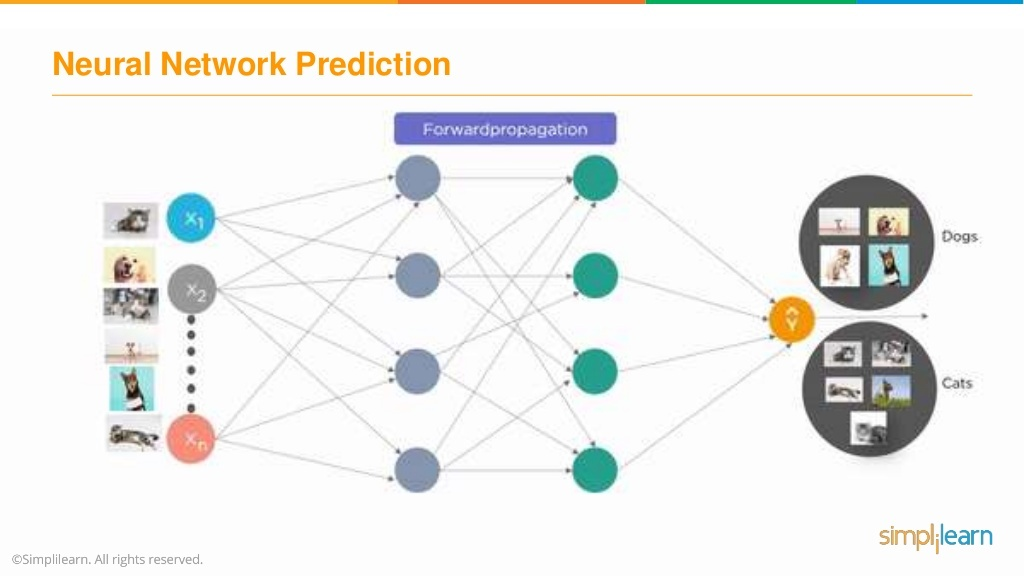 Neural Network Prediction
Forwardpropagation
x1
x2
xn
Ŷ
Dogs
Cats
simplilearn
©Simplilearn. All rights reserved.